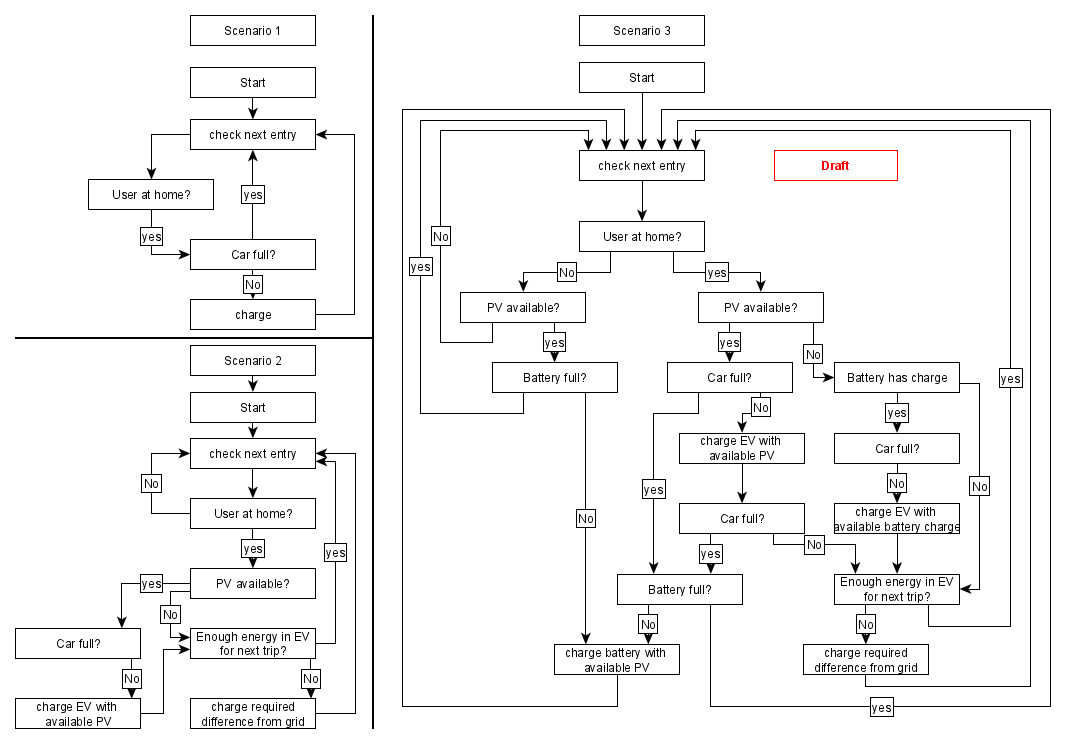 Scenario 1
Start
check next entry
User at home?
yes
yes
Car full?
No
charge
Scenario 2
Start
check next entry
No
User at home?
yes
yes
PV available?
yes
No
Car full?
Enough energy in EV
for next trip?
No
No
charge EV with
available PV
charge required
difference from grid
Scenario 3
Start
check next entry
Draft
User at home?
No
yes
No
yes
PV available?
PV available?
yes
yes
No
Battery full?
Car full?
Battery has charge
yes
No
yes
charge EV with
available PV
Car full?
yes
No
No
No
Car full?
charge EV with
available battery charge
No
yes
No
Battery full?
Enough energy in EV
for next trip?
No
No
charge battery with
available PV
charge required
difference from grid
yes